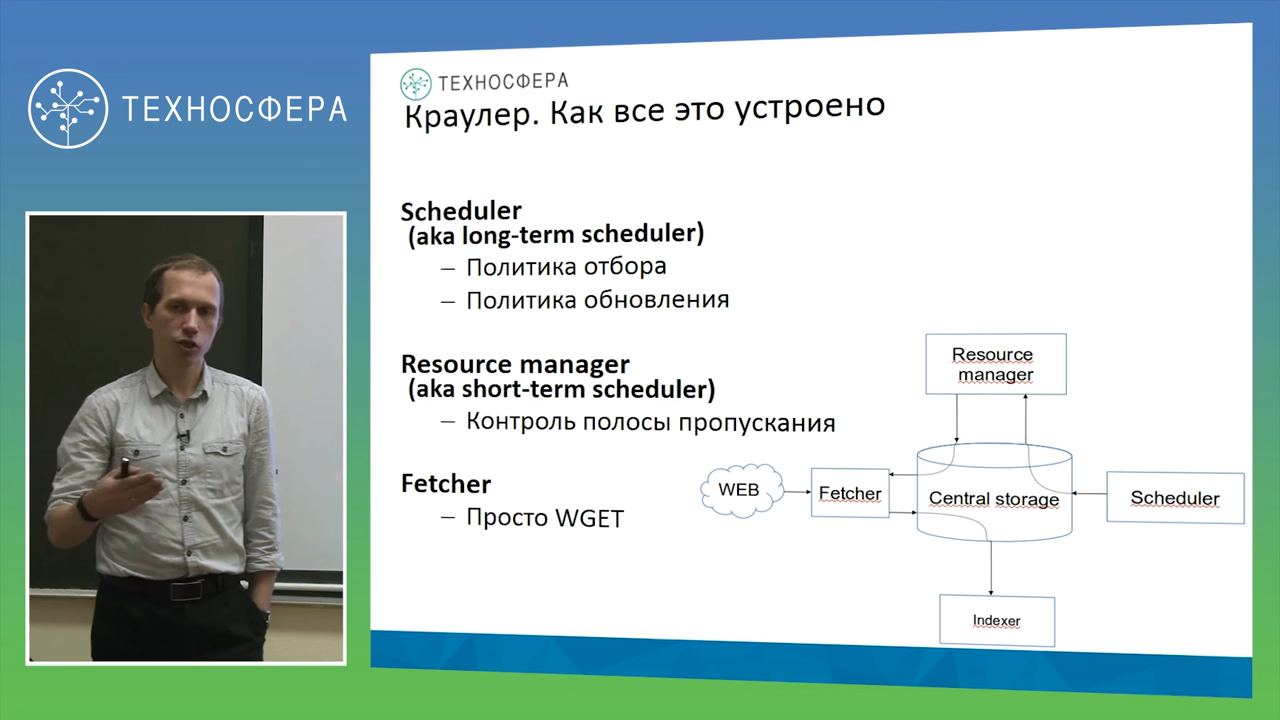 ТЕХНОСФЕРА
ТЕХНОСФЕРА
Краулер. Как все это устроено
Scheduler
(aka long-term scheduler)
– Политика отбора
– Политика обновления
Resource manager
(aka short-term scheduler)
– Контроль полосы пропускания
Fetcher
– Просто WGET
Resource
manager
WEB
Fetcher
Central storage
Scheduler
Indexer